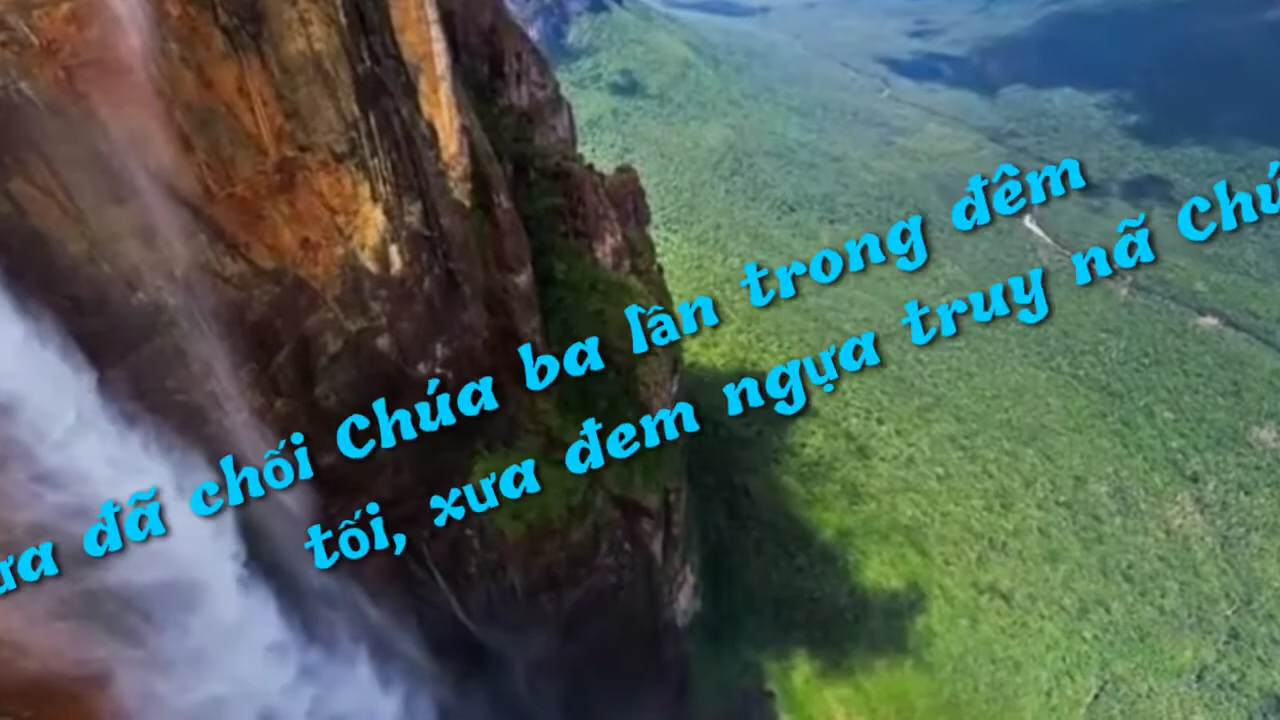 đã chối Chúa ba lần trong đêm
tối, xưa đem ngựa truy nã